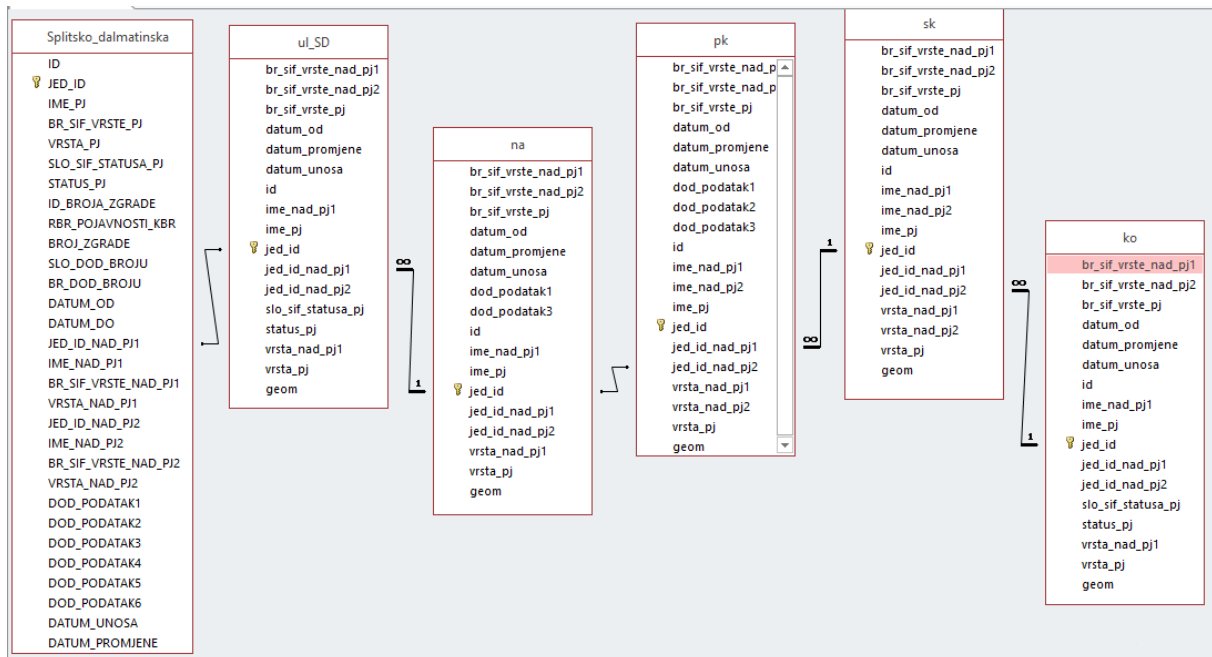 Splitsko_dalmatinska
ID
JED_ID
IME_PJ
BR_SIF_VRSTE_PJ
VRSTA_PJ
SLO_SIF_STATUSA_PJ
STATUS_PJ
ID_BROJA_ZGRADE
RBR_POJAVNOSTI_KBR
BROJ_ZGRADE
SLO_DOD_BROJU
BR_DOD_BROJU
DATUM_OD
DATUM_DO
JED_ID_NAD_PJ1
IME_NAD_PJ1
BR_SIF_VRSTE_NAD_PJ1
VRSTA_NAD_PJ1
JED_ID_NAD_PJ2
IME_NAD_PJ2
BR_SIF_VRSTE_NAD_PJ2
VRSTA_NAD_PJ2
DOD_PODATAK1
DOD_PODATAK2
DOD_PODATAK3
DOD_PODATAK4
DOD_PODATAK5
DOD_PODATAK6
DATUM_UNOSA
DATUM_PROMJENE
ul_SD
br_sif_vrste_nad_pj1
br_sif_vrste_nad_pj2
br_sif_vrste_pj
datum_od
datum_promjene
datum_unosa
id
ime_nad_pj1
ime_pj
jed_id
jed_id_nad_pj1
jed_id_nad_pj2
slo_sif_statusa_pj
status_pj
vrsta_nad_pj1
vrsta_pj
geom
∞
1
na
br_sif_vrste_nad_pj1
br_sif_vrste_nad_pj2
br_sif_vrste_pj
datum_od
datum_promjene
datum_unosa
dod_podatak1
dod_podatak3
id
ime_nad_pj1
ime_pj
jed_id
jed_id_nad_pj1
jed_id_nad_pj2
vrsta_nad_pj1
vrsta_pj
geom
pk
br_sif_vrste_nad_p
br_sif_vrste_nad_p
br_sif_vrste_pj
datum_od
datum_promjene
datum_unosa
dod_podatak1
dod_podatak2
dod_podatak3
id
ime_nad_pj1
ime_nad_pj2
ime_pj
jed_id
jed_id_nad_pj1
jed_id_nad_pj2
vrsta_nad_pj1
vrsta_nad_pj2
vrsta_pj
geom
1
∞
sk
br_sif_vrste_nad_pj1
br_sif_vrste_nad_pj2
br_sif_vrste_pj
datum_od
datum_promjene
datum_unosa
id
ime_nad_pj1
ime_nad_pj2
ime_pj
jed_id
jed_id_nad_pj1
jed_id_nad_pj2
vrsta_nad_pj1
vrsta_nad_pj2
vrsta_pj
geom
∞
1
ko
br_sif_vrste_nad_pj1
br_sif_vrste_nad_pj2
br_sif_vrste_pj
datum_od
datum_promjene
datum_unosa
id
ime_nad_pj1
ime_pj
jed_id
jed_id_nad_pj1
jed_id_nad_pj2
slo_sif_statusa_pj
status_pj
vrsta_nad_pj1
vrsta_pj
geom